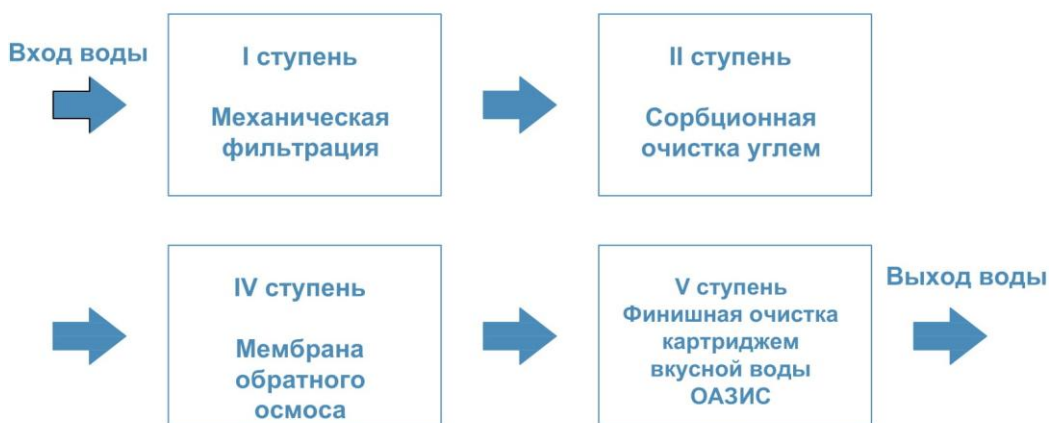 Вход воды
I ступень
Механическая
фильтрация
II ступень
Сорбционная
очистка углем
IV ступень
Мембрана
обратного
осмоса
V ступень
Финишная очистка
картриджем
вкусной воды
ОАЗИС
Выход воды